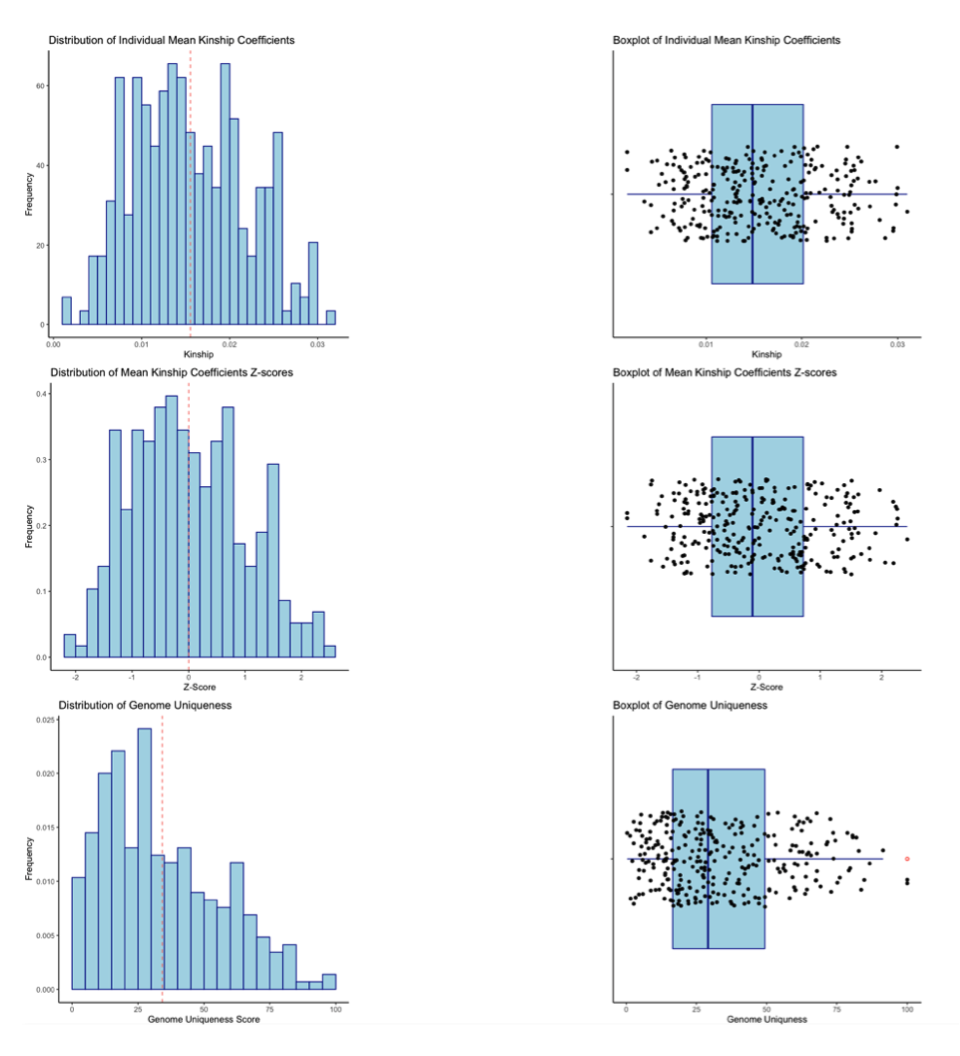 Distribution of Individual Mean Kinship Coefficients
Frequency
60
40
20
0
0.00 0.01 0.02 0.03
Kinship
Boxplot of Individual Mean Kinship Coefficients
0.01 0.02 0.03
Kinship
Distribution of Mean Kinship Coefficients Z-scores
Frequency
0.4
0.3
0.2
0.1
0.0
-2 -1 0 1 2
Z-Score
Boxplot of Mean Kinship Coefficients Z-scores
-2 -1 0 1 2
Z-Score
Distribution of Genome Uniqueness
Frequency
0.025
0.020
0.015
0.010
0.005
0.000
0 25 50 75 100
Genome Uniqueness Score
Boxplot of Genome Uniqueness
0 25 50 75 100
Genome Uniquness